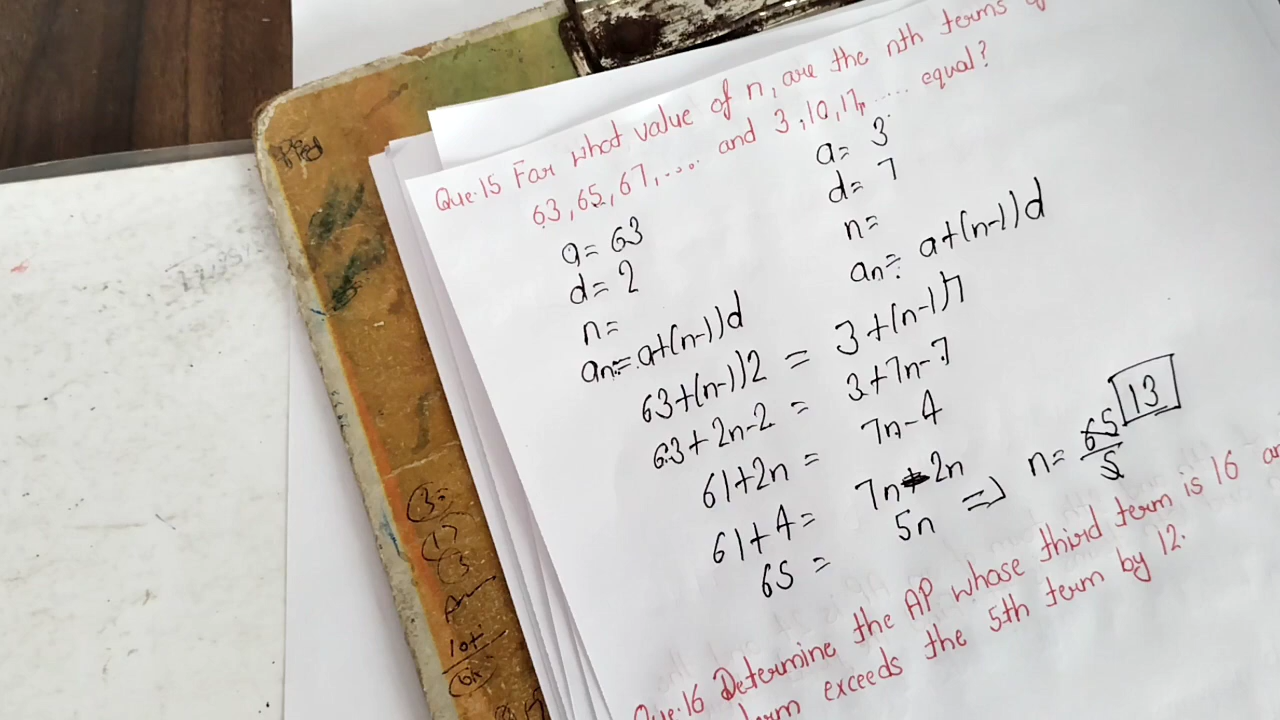 Que.15 For what value of n, are the nth terms of
63, 65, 67, .... and 3, 10, 17, .... equal?
a= 63
d= 2
n=
an= a+(n-1)d
a= 3
d= 7
n=
an= a+(n-1)d
63+(n-1)2 = 3+(n-1)7
63+2n-2 = 3+7n-7
61+2n = 7n-4
61+4= 7n-2n
65 = 5n => n= 65/5 13
Que.16 Determine the AP whose third term is 16 an
term exceeds the 5th term by 12.